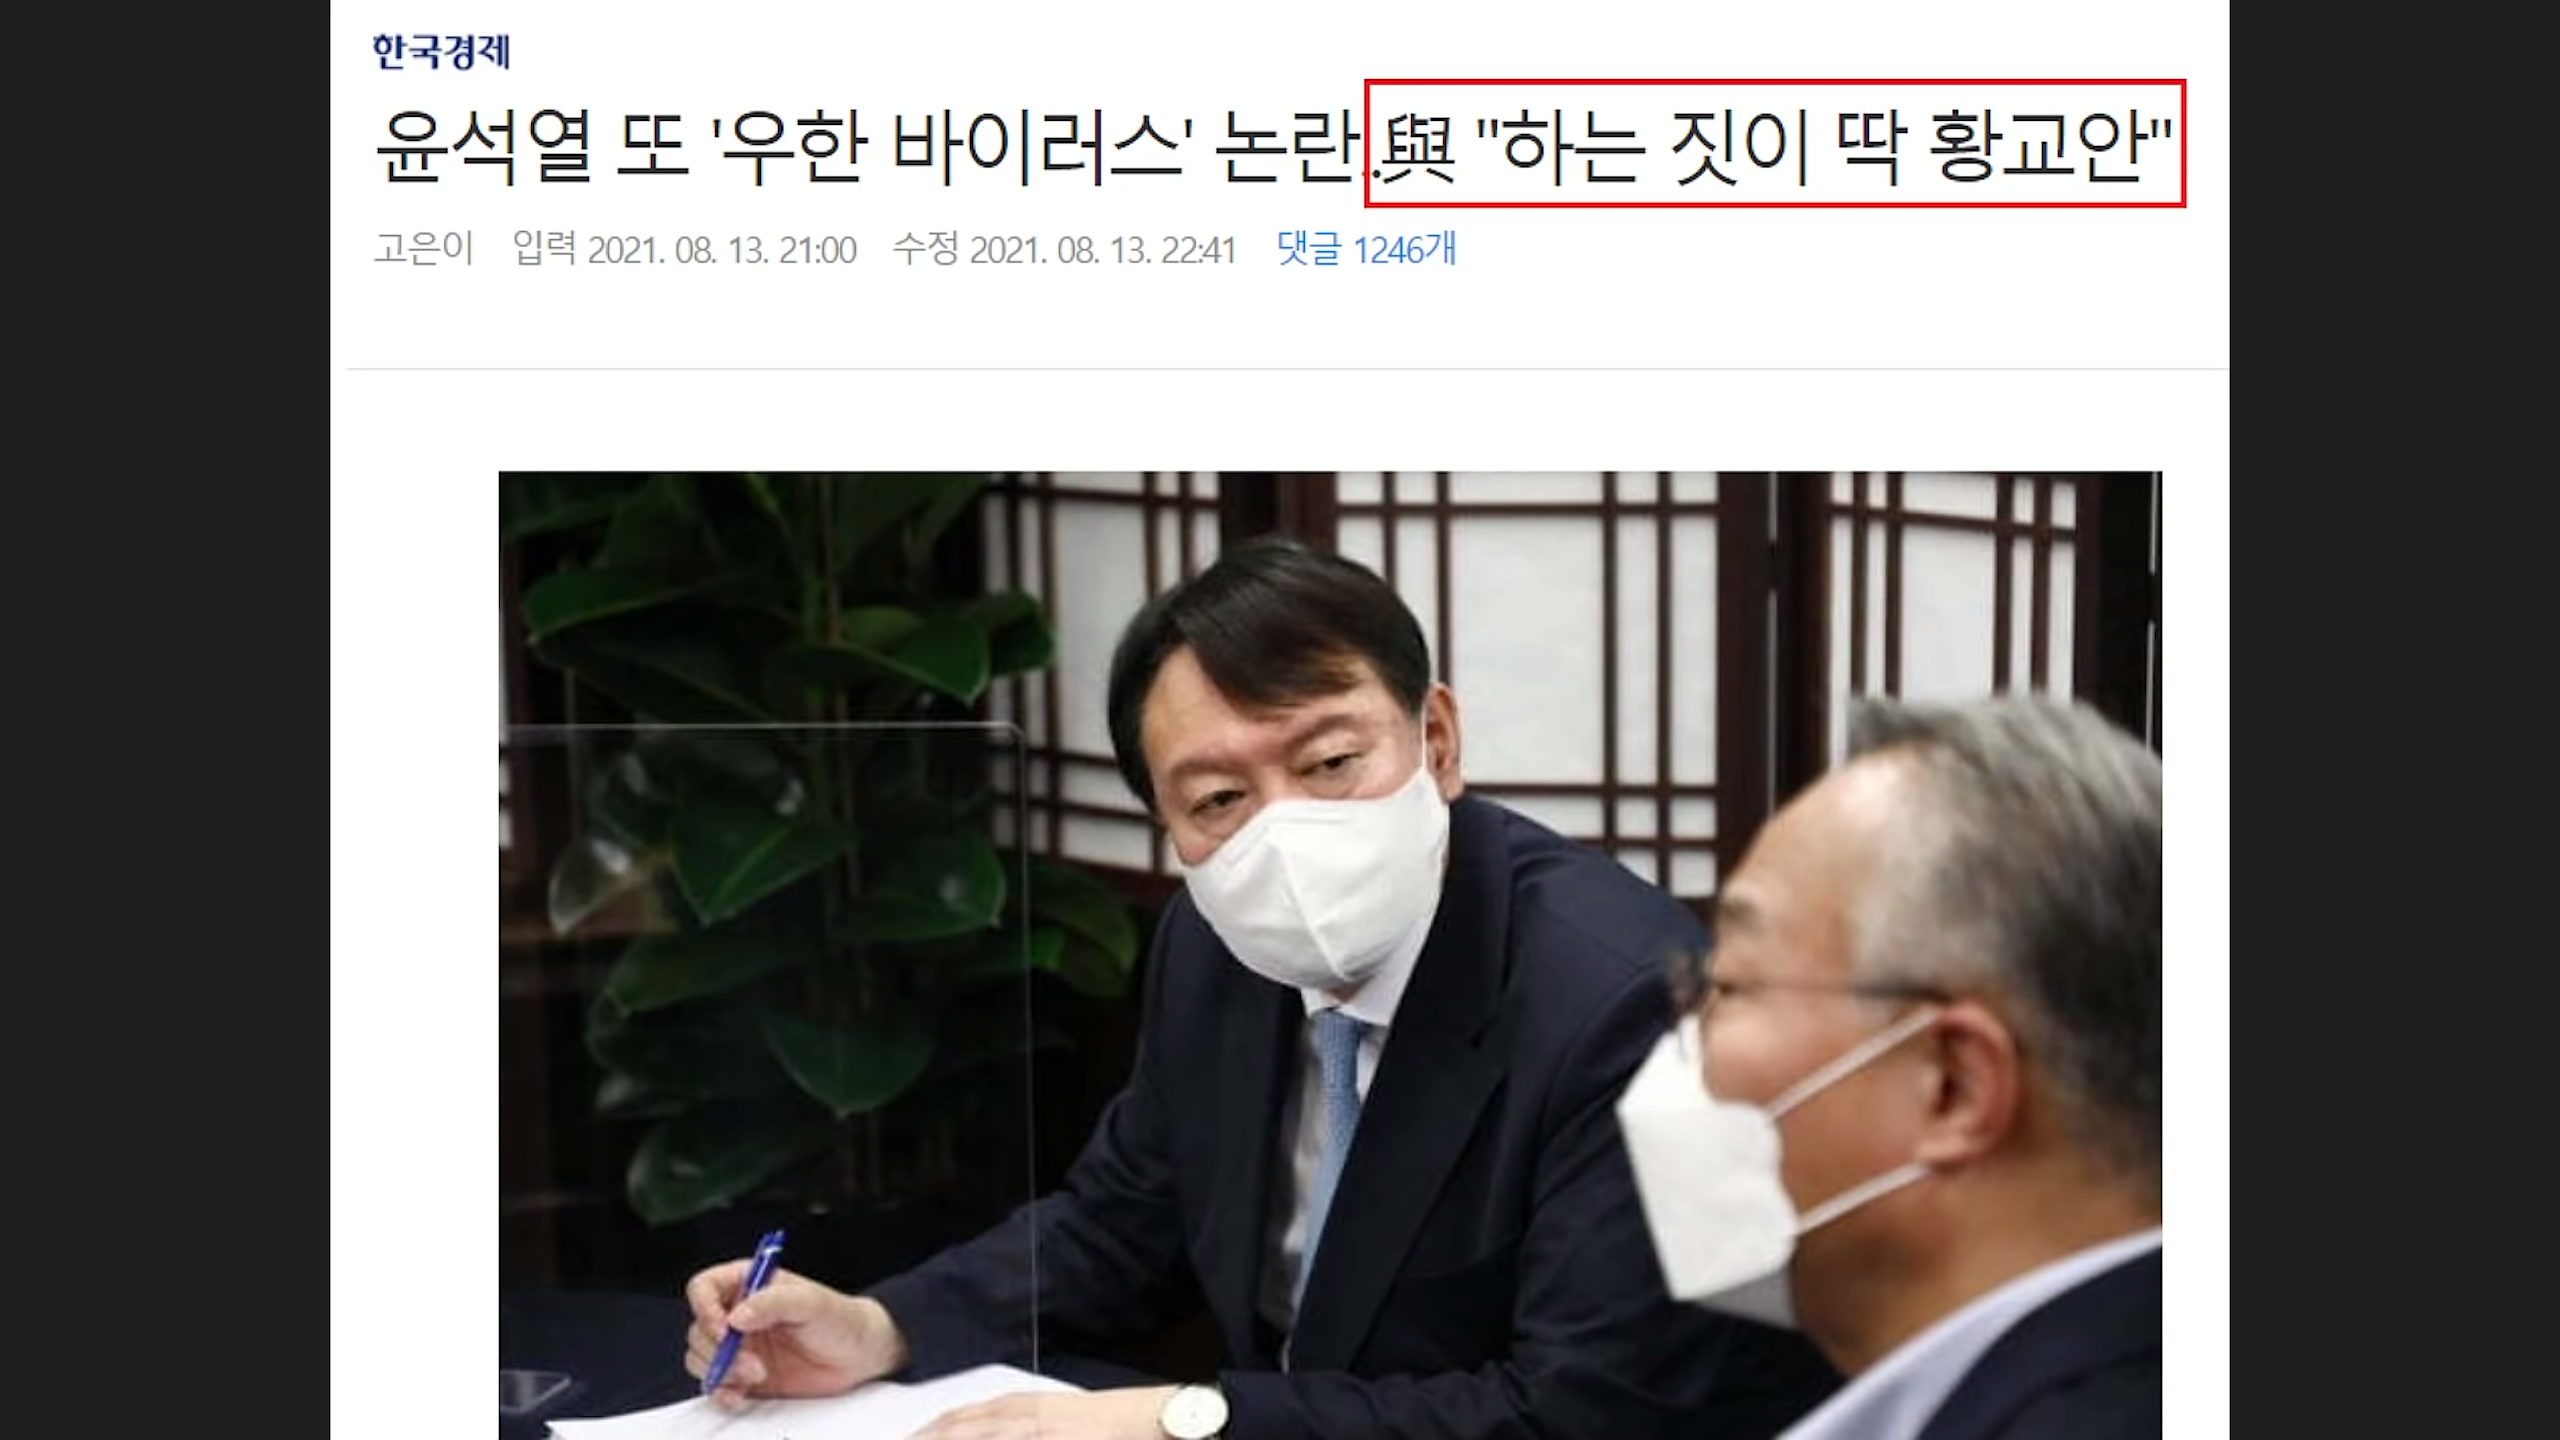 한국경제
윤석열 또 '우한 바이러스' 논란..與 "하는 짓이 딱 황교안"
고은이 입력 2021. 08. 13. 21:00 수정 2021. 08. 13. 22:41 댓글 1246개